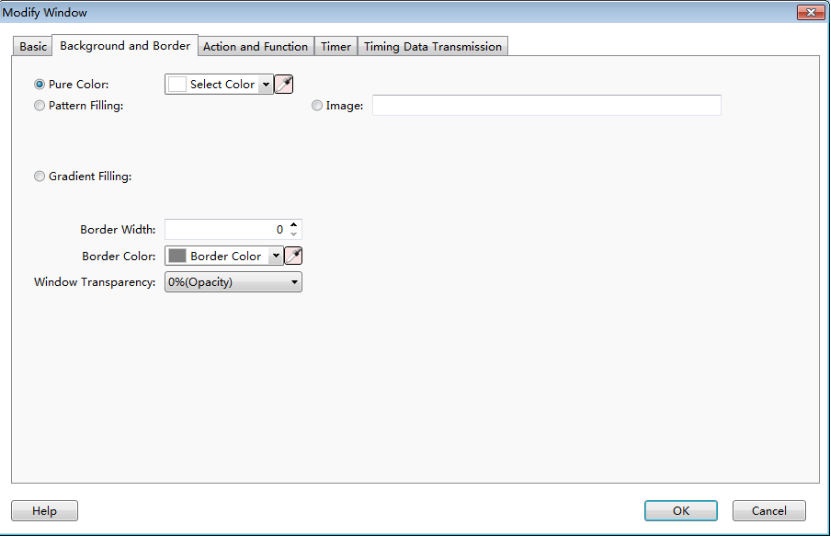 Modify Window
Basic Background and Border Action and Function Timer Timing Data Transmission
Pure Color: Select Color
Pattern Filling: Image:
Gradient Filling:
Border Width: 0
Border Color: Border Color
Window Transparency: 0%(Opacity)
Help OK Cancel